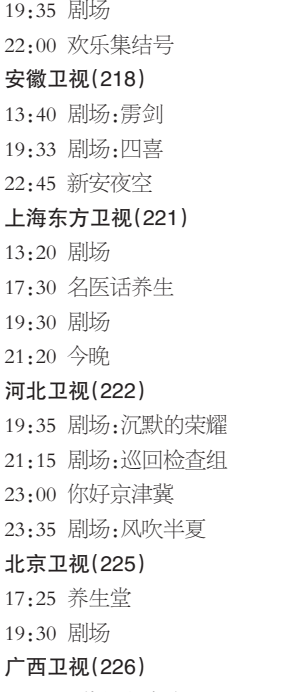 19:35 剧场
22:00 欢乐集结号
安徽卫视(218)
13:40 剧场:雳剑
19:33 剧场:四喜
22:45 新安夜空
上海东方卫视(221)
13:20 剧场
17:30 名医话养生
19:30 剧场
21:20 今晚
河北卫视(222)
19:35 剧场:沉默的荣耀
21:15 剧场:巡回检查组
23:00 你好京津冀
23:35 剧场:风吹半夏
北京卫视(225)
17:25 养生堂
19:30 剧场
广西卫视(226)